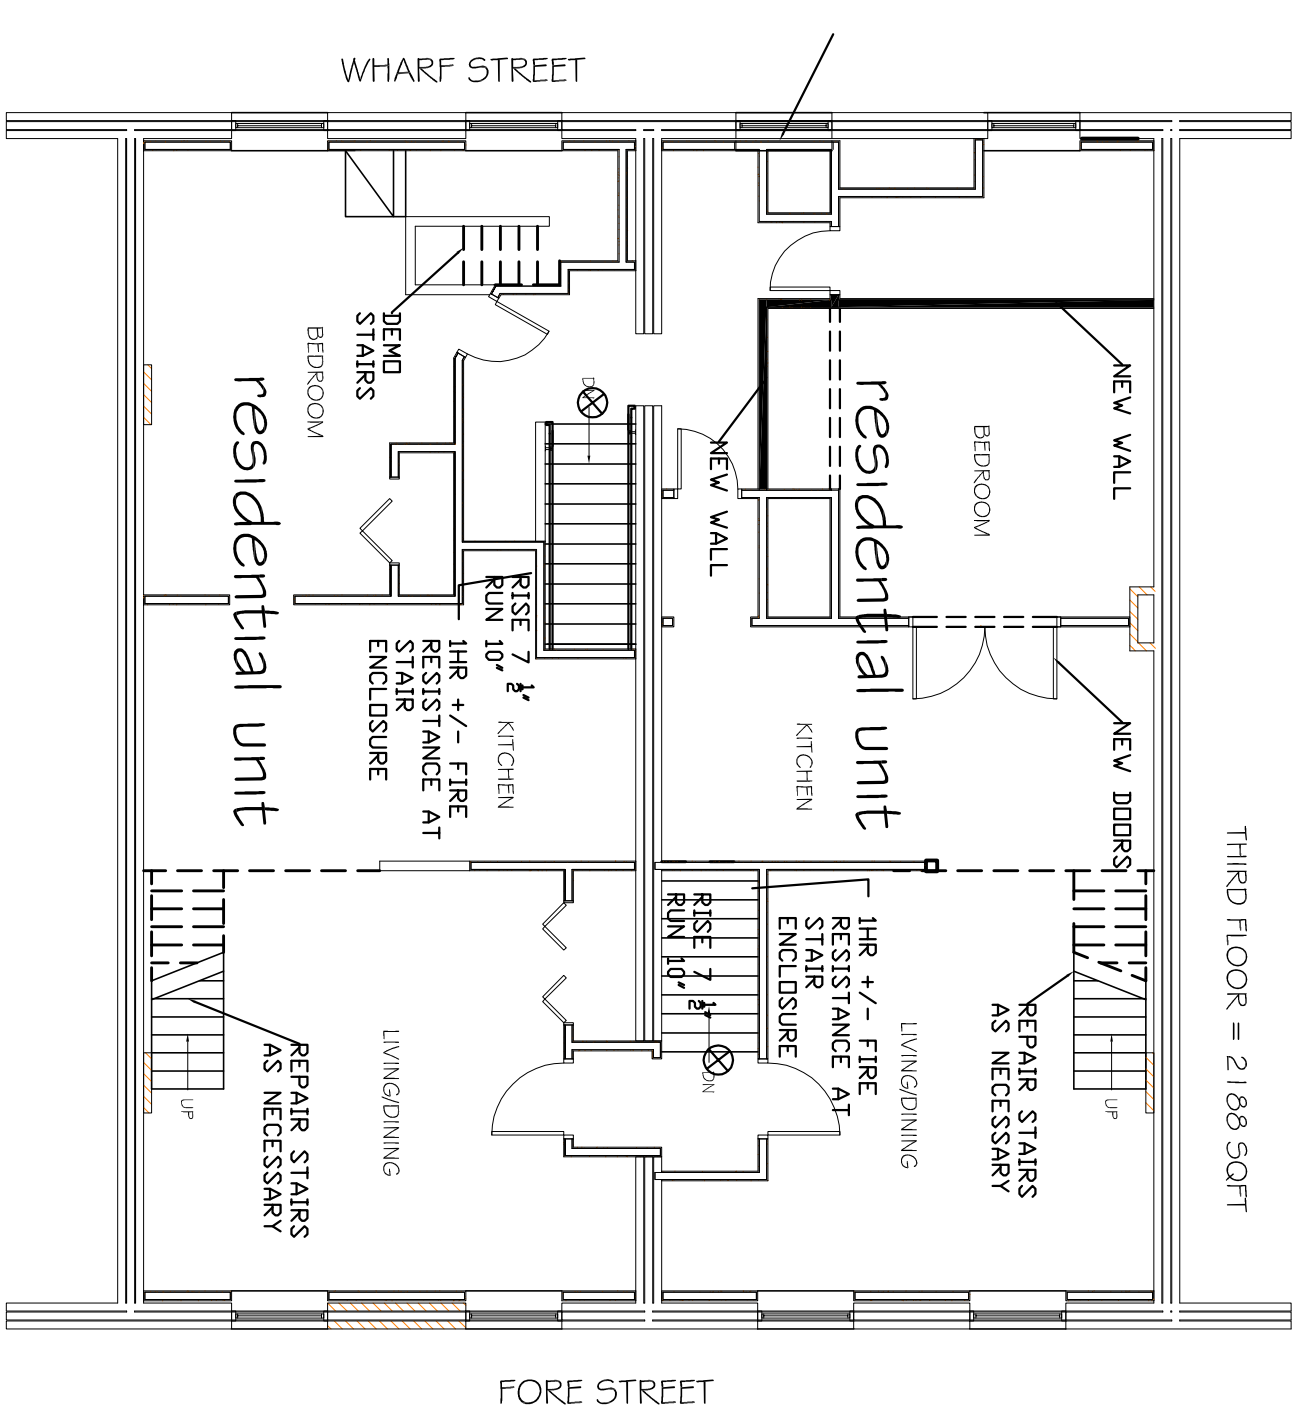 WHARF STREET
DEMO
STAIRS
BEDROOM
residential unit
DN
RISE 7 ½"
RUN 10"
1HR +/- FIRE
RESISTANCE AT
STAIR
ENCLOSURE
KITCHEN
NEW WALL
NEW WALL
BEDROOM
residential unit
KITCHEN
NEW DOORS
THIRD FLOOR = 2188 SQFT
RISE 7 ½"
RUN 10"
DN
1HR +/- FIRE
RESISTANCE AT
STAIR
ENCLOSURE
LIVING/DINING
REPAIR STAIRS
AS NECESSARY
UP
LIVING/DINING
REPAIR STAIRS
AS NECESSARY
UP
FORE STREET